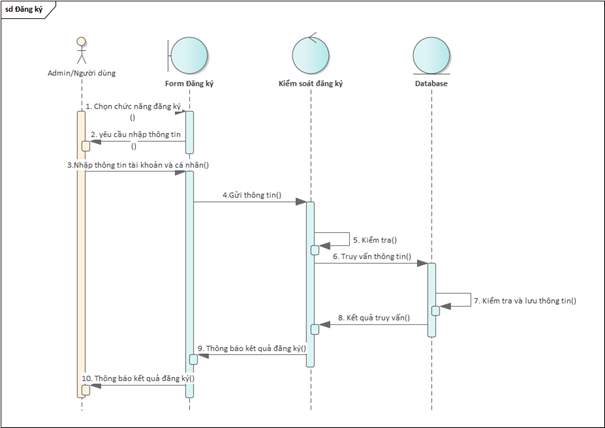 sd Đăng ký
Admin/Người dùng
Form Đăng ký
Kiểm soát đăng ký
Database
1. Chọn chức năng đăng ký
()
2. yêu cầu nhập thông tin
()
3.Nhập thông tin tài khoản và cá nhân()
4.Gửi thông tin()
5. Kiểm tra()
6. Truy vấn thông tin()
7. Kiểm tra và lưu thông tin()
8. Kết quả truy vấn()
9. Thông báo kết quả đăng ký()
10. Thông báo kết quả đăng ký()